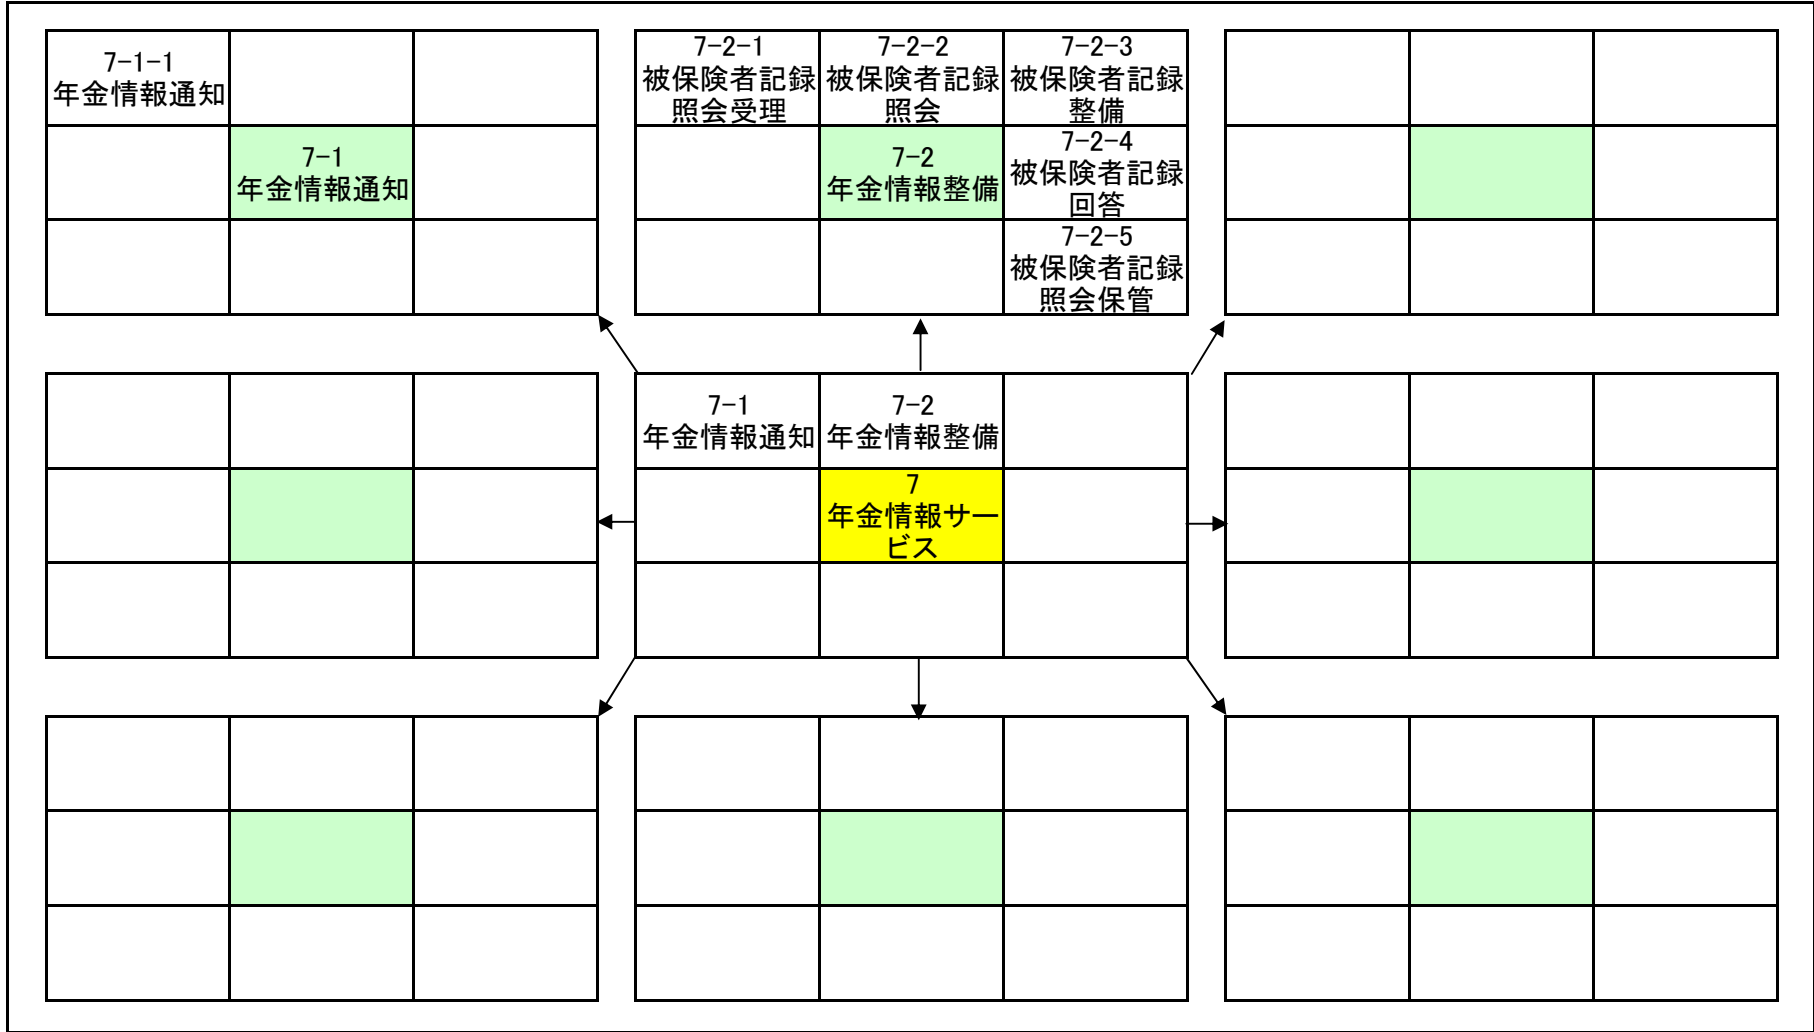 7-1-1
年金情報通知
7-1
年金情報通知
7-2-1
被保険者記録
照会受理
7-2-2
被保険者記録
照会
7-2-3
被保険者記録
整備
7-2
年金情報整備
7-2-4
被保険者記録
回答
7-2-5
被保険者記録
照会保管
7-1
年金情報通知
7-2
年金情報整備
7
年金情報サー
ビス